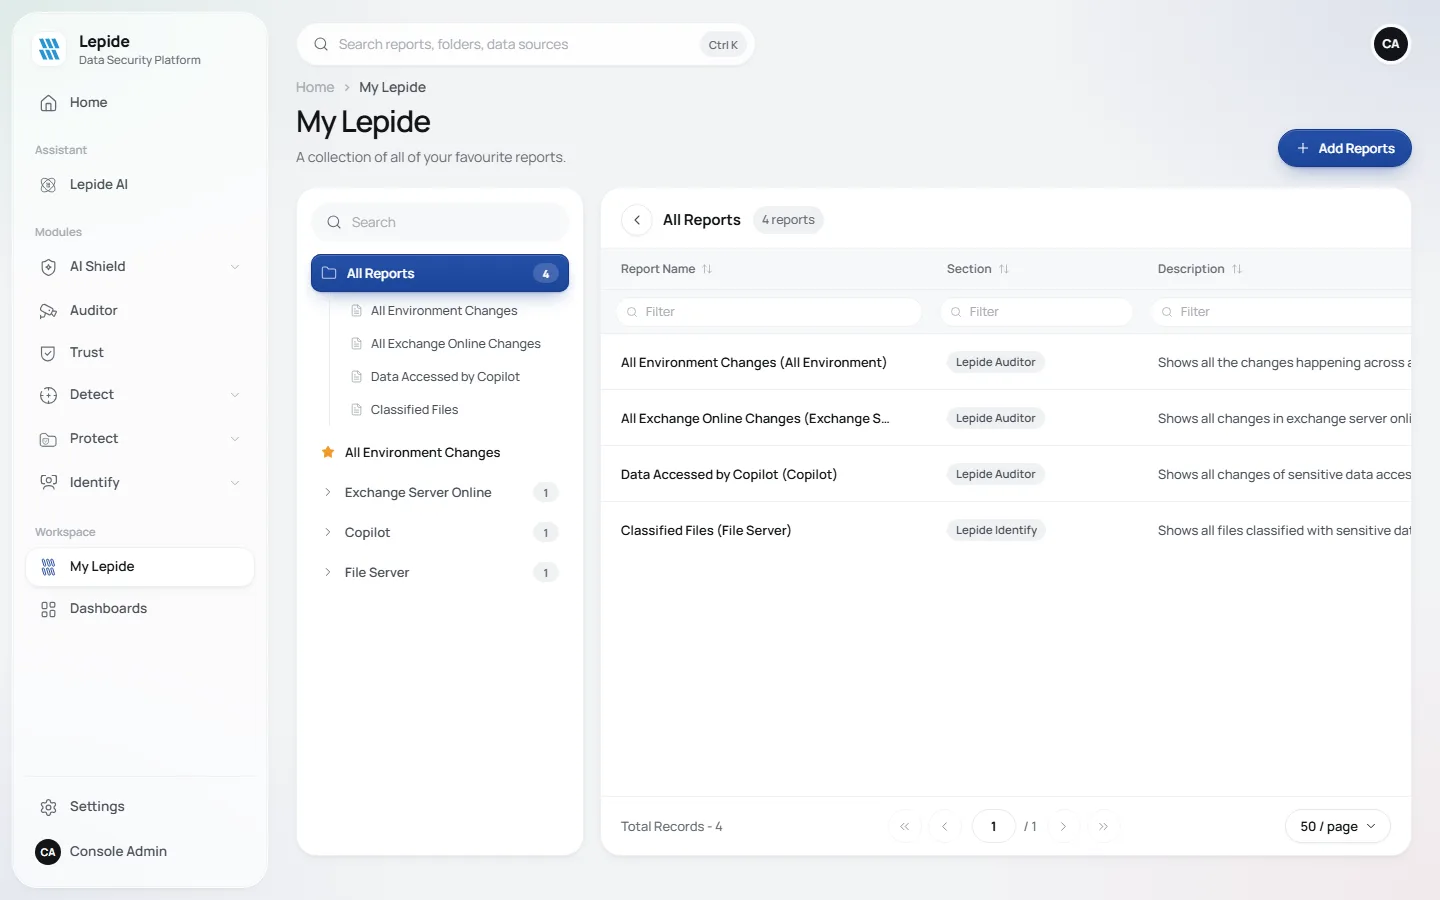 Lepide
Data Security Platform
Home
Assistant
Lepide AI
Modules
AI Shield
Auditor
Trust
Detect
Protect
Identify
Workspace
My Lepide
Dashboards
Settings
CA Console Admin
Search reports, folders, data sources Ctrl K
CA
Home > My Lepide
My Lepide
A collection of all of your favourite reports.
+ Add Reports
Search
All Reports 4
All Environment Changes
All Exchange Online Changes
Data Accessed by Copilot
Classified Files
All Environment Changes
Exchange Server Online 1
Copilot 1
File Server 1
All Reports 4 reports
Report Name Section Description
Filter Filter Filter
All Environment Changes (All Environment) Lepide Auditor Shows all the changes happening across
All Exchange Online Changes (Exchange S... Lepide Auditor Shows all changes in exchange server onli
Data Accessed by Copilot (Copilot) Lepide Auditor Shows all changes of sensitive data acces
Classified Files (File Server) Lepide Identify Shows all files classified with sensitive dat
Total Records - 4 1 / 1 50 / page